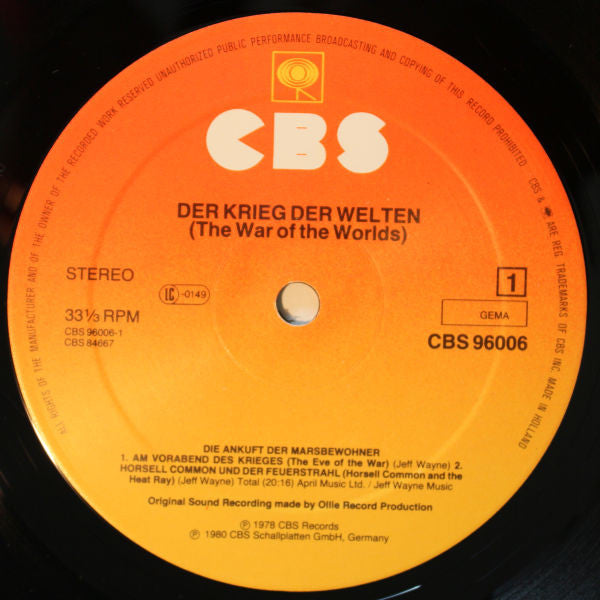 ALL RIGHTS OF THE MANUFACTURER AND OF THE OWNER OF THE RECORDED WORK RESERVED UNAUTHORIZED PUBLIC PERFORMANCE BROADCASTING AND COPYING OF THIS RECORD PROHIBITED · CBS & ARE REG. TRADEMARKS OF CBS INC. MADE IN HOLLAND
CBS
DER KRIEG DER WELTEN
(The War of the Worlds)
STEREO
LC -0149
1
33⅓ RPM
GEMA
CBS 96006-1
CBS 84667
CBS 96006
DIE ANKUFT DER MARSBEWOHNER
1. AM VORABEND DES KRIEGES (The Eve of the War) (Jeff Wayne) 2.
HORSELL COMMON UND DER FEUERSTRAHL (Horsell Common and the
Heat Ray) (Jeff Wayne) Total (20:16) April Music Ltd. / Jeff Wayne Music
Original Sound Recording made by Ollie Record Production
℗ 1978 CBS Records
℗ 1980 CBS Schallplatten GmbH, Germany